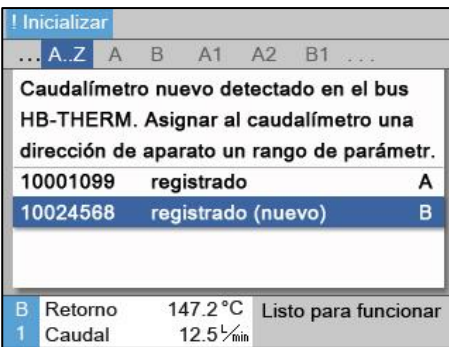 ! Inicializar
... A..Z A B A1 A2 B1 ...
Caudalímetro nuevo detectado en el bus
HB-THERM. Asignar al caudalímetro una
dirección de aparato un rango de parámetr.
10001099 registrado A
10024568 registrado (nuevo) B
B Retorno 147.2 °C Listo para funcionar
1 Caudal 12.5 L/min